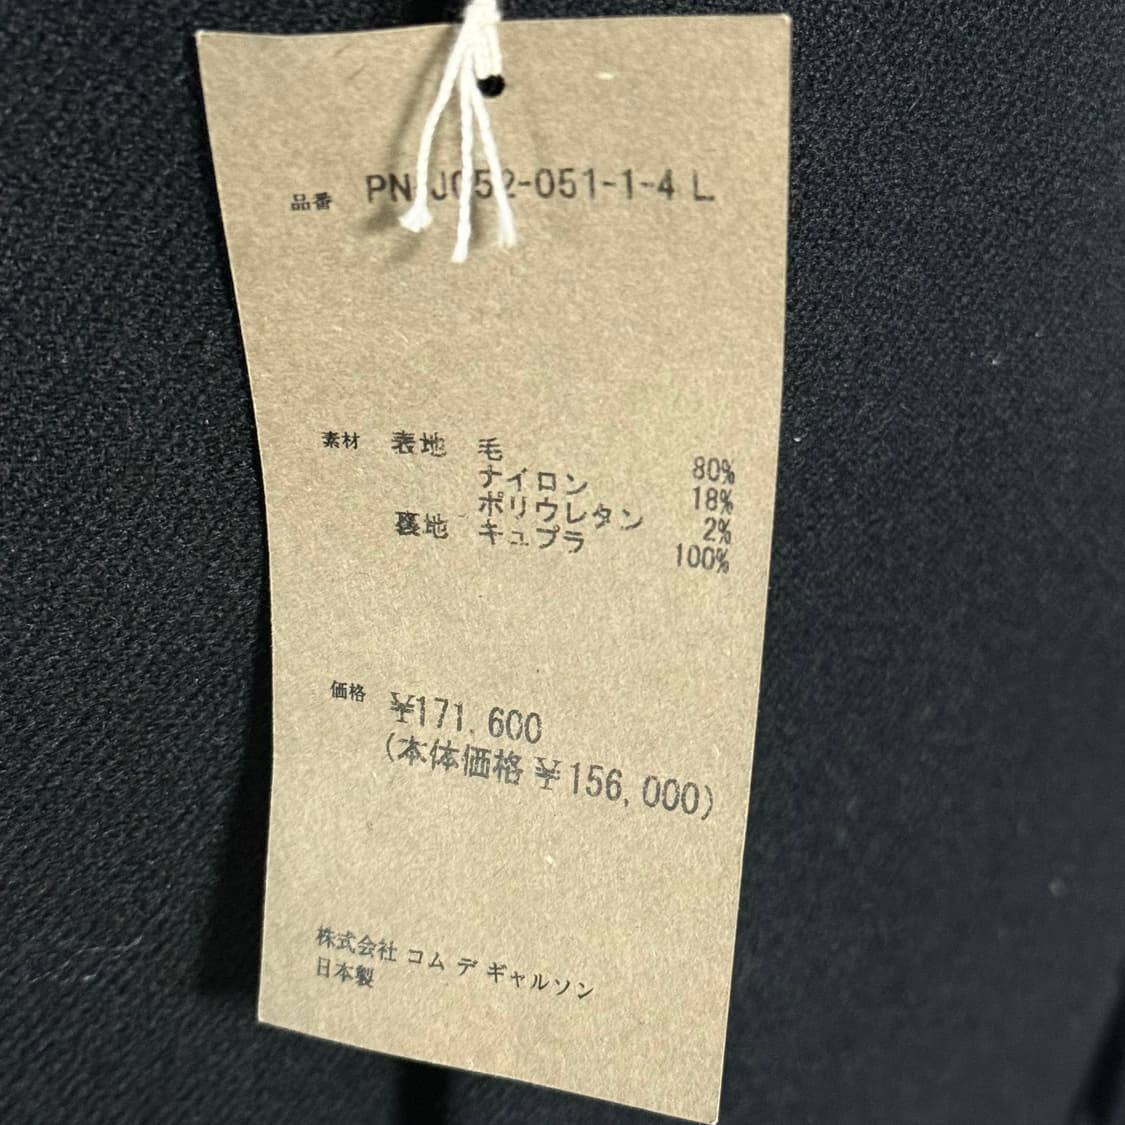 品番 PN-J052-051-1-4 L
素材 表地 毛 80%
ナイロン 18%
ポリウレタン 2%
裏地 キュプラ 100%
価格 ¥171,600
(本体価格¥156,000)
株式会社 コム デ ギャルソン
日本製